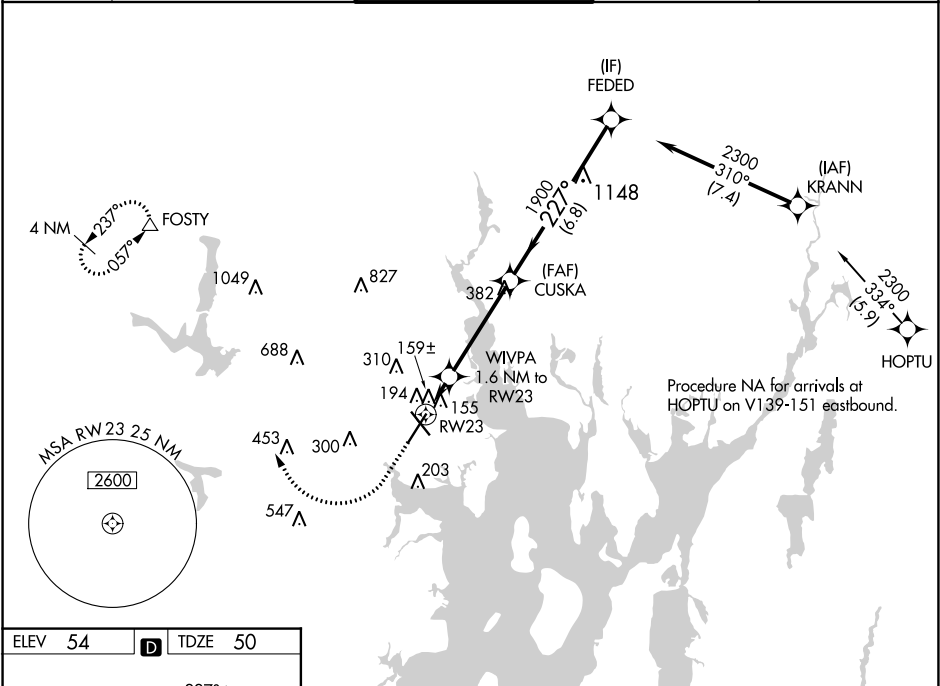 (IF)
FEDED
2300
310°
(7.4)
(IAF)
KRANN
1148
1900
227°
(6.8)
4 NM
237°
057°
FOSTY
1049
827
382
(FAF)
CUSKA
2300
334°
(5.9)
HOPTU
688
310
159±
WIVPA
1.6 NM to
RW23
194
155
RW23
Procedure NA for arrivals at
HOPTU on V139-151 eastbound.
453
300
203
547
MSA RW 23 25 NM
2600
ELEV 54
D
TDZE 50